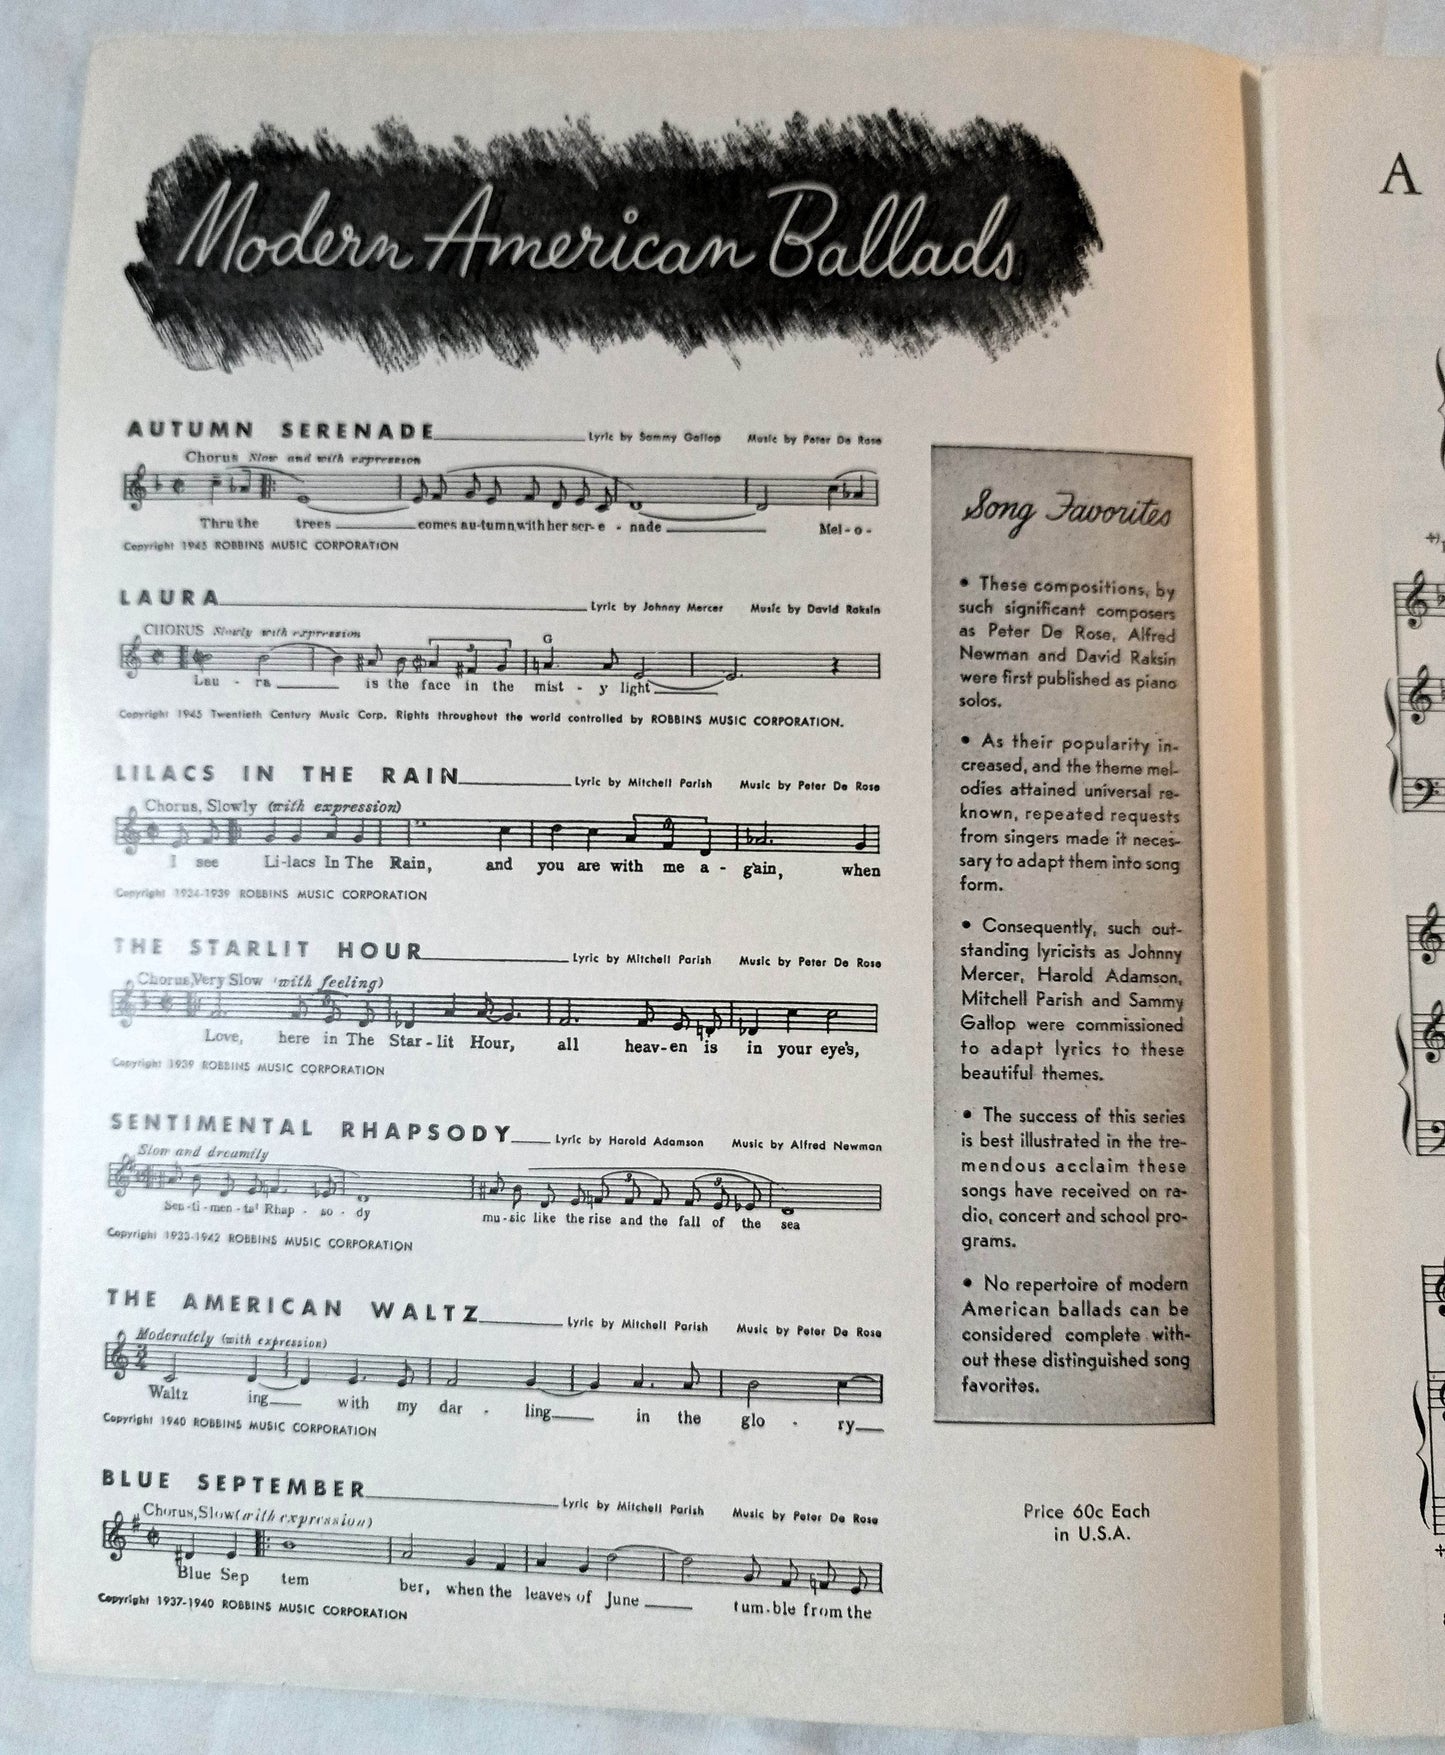 Modern American Ballads
AUTUMN SERENADE Lyric by Sammy Gallop Music by Peter De Rose
Chorus Slow and with expression
Thru the trees comes au-tumn with her ser-e - nade Mel-o-
Copyright 1945 ROBBINS MUSIC CORPORATION
LAURA Lyric by Johnny Mercer Music by David Raksin
CHORUS Slowly with expression
G
3
Lau - ra is the face in the mist - y light
Copyright 1945 Twentieth Century Music Corp. Rights throughout the world controlled by ROBBINS MUSIC CORPORATION.
LILACS IN THE RAIN Lyric by Mitchell Parish Music by Peter De Rose
Chorus, Slowly (with expression)
3
I see Li-lacs In The Rain, and you are with me a - gain, when
Copyright 1934-1939 ROBBINS MUSIC CORPORATION
THE STARLIT HOUR Lyric by Mitchell Parish Music by Peter De Rose
Chorus, Very Slow (with feeling)
Love, here in The Star - lit Hour, all heav-en is in your eyes,
Copyright 1939 ROBBINS MUSIC CORPORATION
SENTIMENTAL RHAPSODY Lyric by Harold Adamson Music by Alfred Newman
Slow and dreamily
3 3
Sen-ti-men-tal Rhap - so - dy mu-sic like the rise and the fall of the sea
Copyright 1933-1942 ROBBINS MUSIC CORPORATION
THE AMERICAN WALTZ Lyric by Mitchell Parish Music by Peter De Rose
Moderately (with expression)
Waltz ing with my dar - ling in the glo - ry
Copyright 1940 ROBBINS MUSIC CORPORATION
BLUE SEPTEMBER Lyric by Mitchell Parish Music by Peter De Rose
Chorus, Slow (with expression)
Blue Sep tem ber, when the leaves of June tum-ble from the
Copyright 1937-1940 ROBBINS MUSIC CORPORATION
Song Favorites
• These compositions, by
such significant composers
as Peter De Rose, Alfred
Newman and David Raksin
were first published as piano
solos.
• As their popularity in-
creased, and the theme mel-
odies attained universal re-
known, repeated requests
from singers made it neces-
sary to adapt them into song
form.
• Consequently, such out-
standing lyricists as Johnny
Mercer, Harold Adamson,
Mitchell Parish and Sammy
Gallop were commissioned
to adapt lyrics to these
beautiful themes.
• The success of this series
is best illustrated in the tre-
mendous acclaim these
songs have received on ra-
dio, concert and school pro-
grams.
• No repertoire of modern
American ballads can be
considered complete with-
out these distinguished song
favorites.
Price 60c Each
in U.S.A.
A